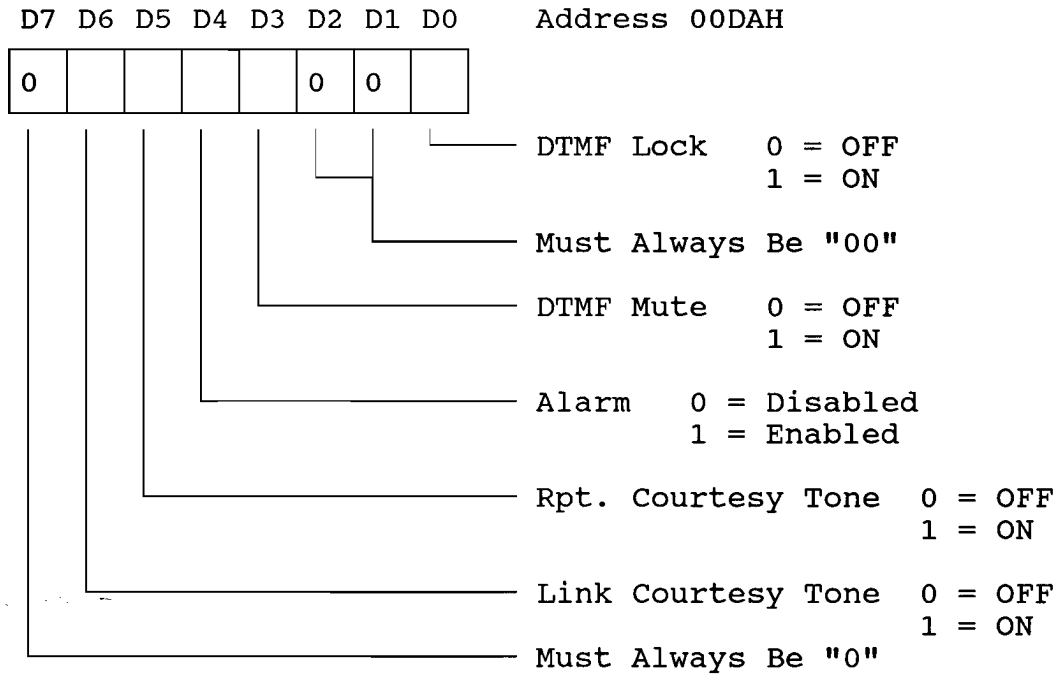 D7 D6 D5 D4 D3 D2 D1 D0 Address 00DAH
0 0 0
DTMF Lock 0 = OFF
1 = ON
Must Always Be "00"
DTMF Mute 0 = OFF
1 = ON
Alarm 0 = Disabled
1 = Enabled
Rpt. Courtesy Tone 0 = OFF
1 = ON
Link Courtesy Tone 0 = OFF
1 = ON
Must Always Be "0"